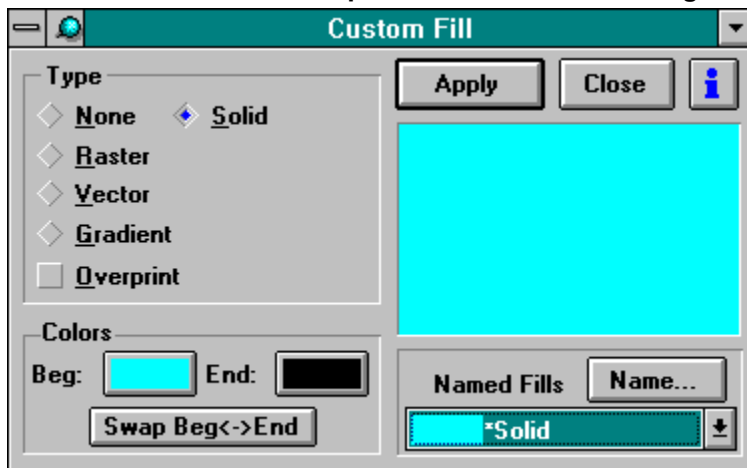 Custom Fill
Type
None Solid
Raster
Vector
Gradient
Overprint
Apply Close i
Colors
Beg: End:
Swap Beg<->End
Named Fills Name...
*Solid